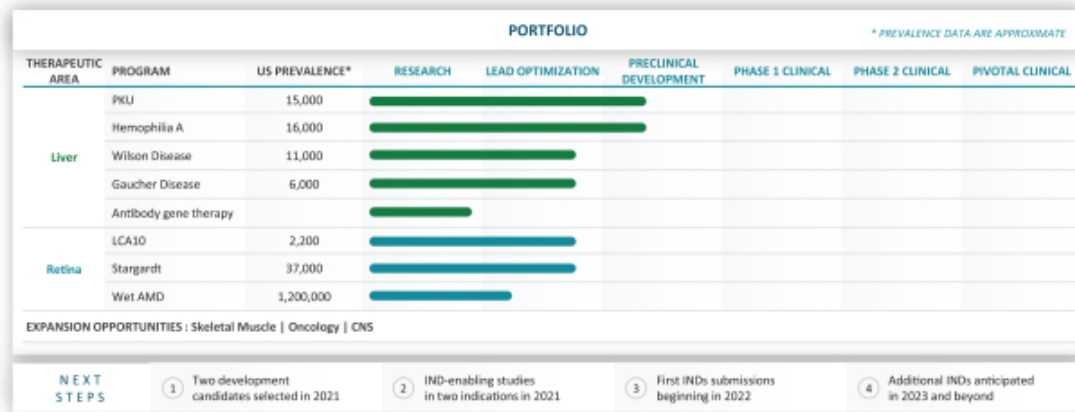 PORTFOLIO
* PREVALENCE DATA ARE APPROXIMATE
THERAPEUTIC AREA PROGRAM US PREVALENCE* RESEARCH LEAD OPTIMIZATION PRECLINICAL DEVELOPMENT PHASE 1 CLINICAL PHASE 2 CLINICAL PIVOTAL CLINICAL
Liver
PKU 15,000
Hemophilia A 16,000
Wilson Disease 11,000
Gaucher Disease 6,000
Antibody gene therapy
Retina
LCA10 2,200
Stargardt 37,000
Wet AMD 1,200,000
EXPANSION OPPORTUNITIES : Skeletal Muscle | Oncology | CNS
NEXT
STEPS
1 Two development
candidates selected in 2021
2 IND-enabling studies
in two indications in 2021
3 First INDs submissions
beginning in 2022
4 Additional INDs anticipated
in 2023 and beyond